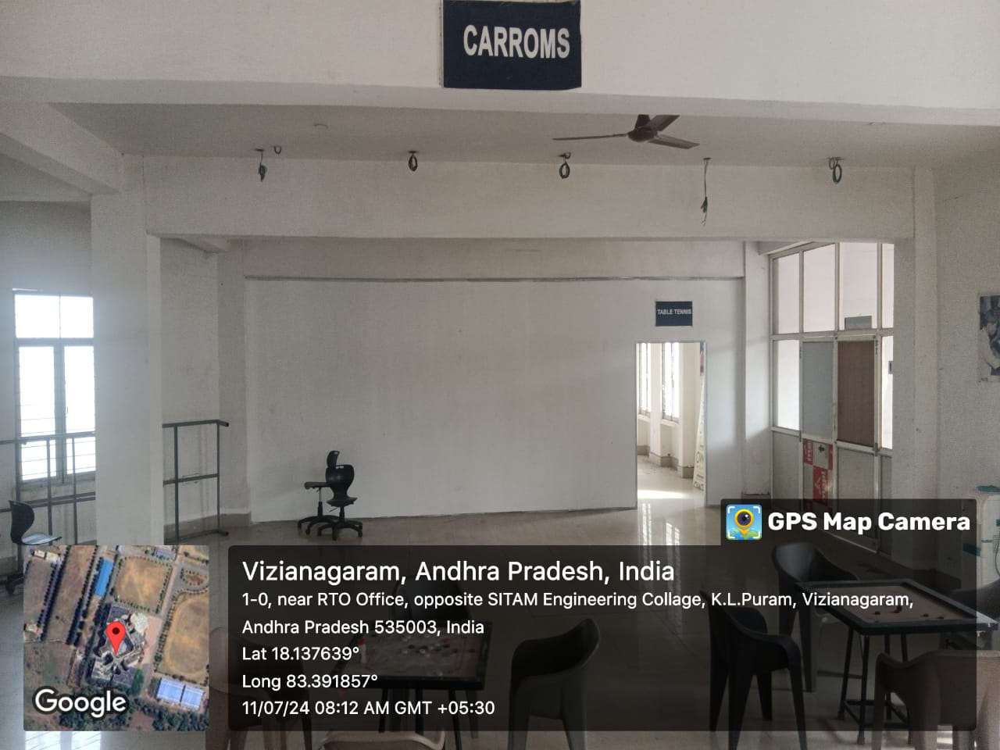 CARROMS
TABLE TENNIS
GPS Map Camera
Vizianagaram, Andhra Pradesh, India
1-0, near RTO Office, opposite SITAM Engineering Collage, K.L.Puram, Vizianagaram,
Andhra Pradesh 535003, India
Lat 18.137639°
Long 83.391857°
11/07/24 08:12 AM GMT +05:30
Google